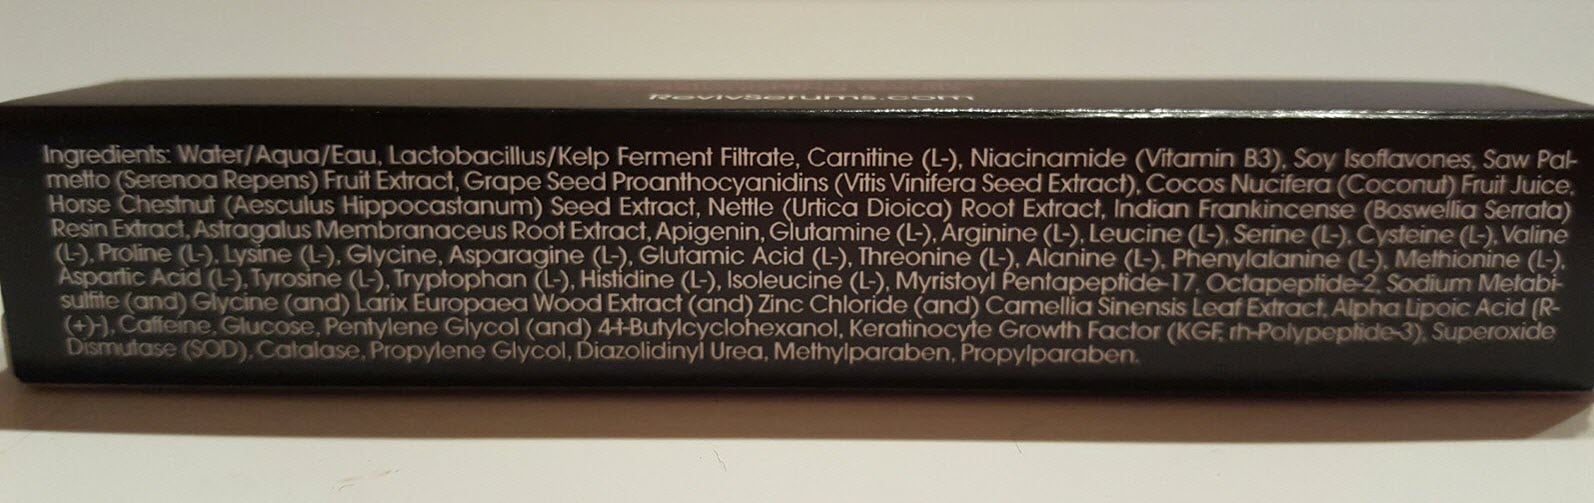 RevivSerums.com
Ingredients: Water/Aqua/Eau, Lactobacillus/Kelp Ferment Filtrate, Carnitine (L-), Niacinamide (Vitamin B3), Soy Isoflavones, Saw Pal-
metto (Serenoa Repens) Fruit Extract, Grape Seed Proanthocyanidins (Vitis Vinifera Seed Extract), Cocos Nucifera (Coconut) Fruit Juice,
Horse Chestnut (Aesculus Hippocastanum) Seed Extract, Nettle (Urtica Dioica) Root Extract, Indian Frankincense (Boswellia Serrata)
Resin Extract, Astragalus Membranaceus Root Extract, Apigenin, Glutamine (L-), Arginine (L-), Leucine (L-), Serine (L-), Cysteine (L-), Valine
(L-), Proline (L-), Lysine (L-), Glycine, Asparagine (L-), Glutamic Acid (L-), Threonine (L-), Alanine (L-), Phenylalanine (L-), Methionine (L-),
Aspartic Acid (L-), Tyrosine (L-), Tryptophan (L-), Histidine (L-), Isoleucine (L-), Myristoyl Pentapeptide-17, Octapeptide-2, Sodium Metabi-
sulfite (and) Glycine (and) Larix Europaea Wood Extract (and) Zinc Chloride (and) Camellia Sinensis Leaf Extract, Alpha Lipoic Acid (R-
(+)-), Caffeine, Glucose, Pentylene Glycol (and) 4-t-Butylcyclohexanol, Keratinocyte Growth Factor (KGF, rh-Polypeptide-3), Superoxide
Dismutase (SOD), Catalase, Propylene Glycol, Diazolidinyl Urea, Methylparaben, Propylparaben.